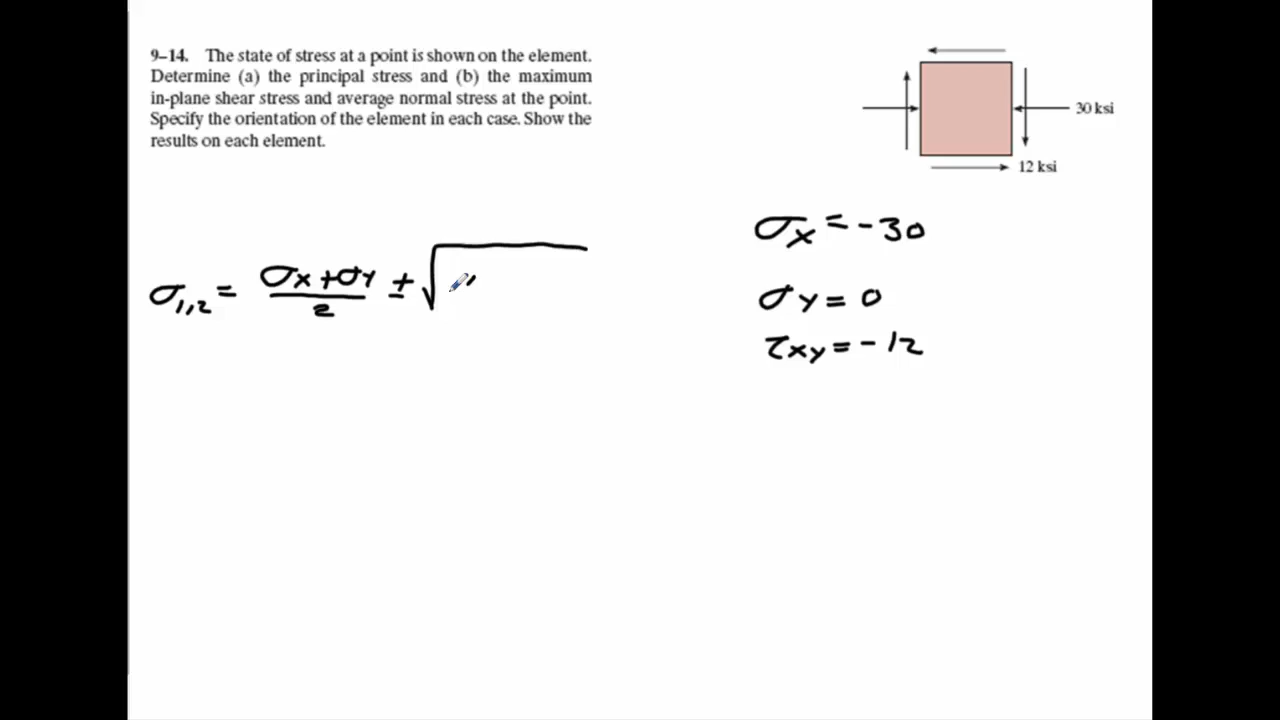 9–14. The state of stress at a point is shown on the element.
Determine (a) the principal stress and (b) the maximum
in-plane shear stress and average normal stress at the point.
Specify the orientation of the element in each case. Show the
results on each element.
30 ksi
12 ksi
σx = -30
σ1,2 = σx + σy / 2 ± √
σy = 0
τxy = -12